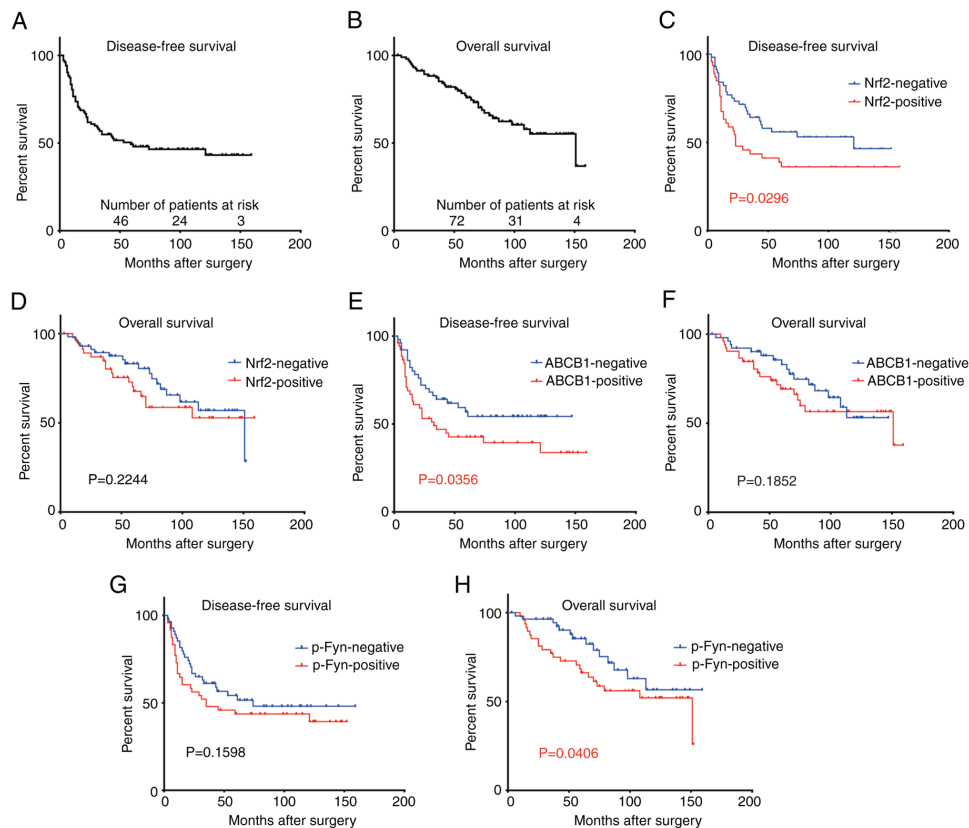 A
Disease-free survival
100
50
0
Percent survival
Number of patients at risk
46 24 3
0 50 100 150 200
Months after surgery
B
Overall survival
100
50
0
Percent survival
Number of patients at risk
72 31 4
0 50 100 150 200
Months after surgery
C
Disease-free survival
100
50
0
Percent survival
Nrf2-negative
Nrf2-positive
P=0.0296
0 50 100 150 200
Months after surgery
D
Overall survival
100
50
0
Percent survival
Nrf2-negative
Nrf2-positive
P=0.2244
0 50 100 150 200
Months after surgery
E
Disease-free survival
100
50
0
Percent survival
ABCB1-negative
ABCB1-positive
P=0.0356
0 50 100 150 200
Months after surgery
F
Overall survival
100
50
0
Percent survival
ABCB1-negative
ABCB1-positive
P=0.1852
0 50 100 150 200
Months after surgery
G
Disease-free survival
100
50
0
Percent survival
p-Fyn-negative
p-Fyn-positive
P=0.1598
0 50 100 150 200
Months after surgery
H
Overall survival
100
50
0
Percent survival
p-Fyn-negative
p-Fyn-positive
P=0.0406
0 50 100 150 200
Months after surgery